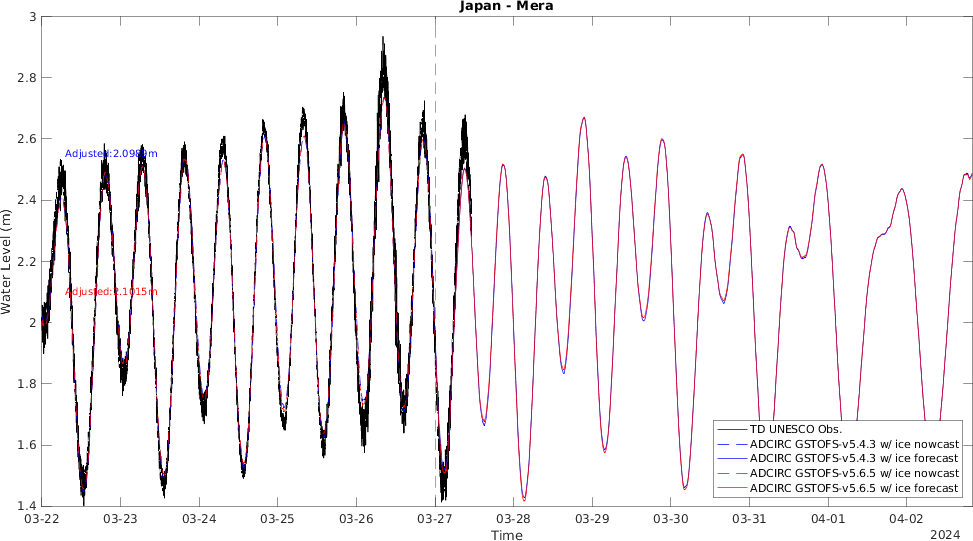 Japan - Mera
3
2.8
2.6
2.4
2.2
2
1.8
1.6
1.4
Water Level (m)
Adjusted:2.0989m
Adjusted:2.1015m
TD UNESCO Obs.
ADCIRC GSTOFS-v5.4.3 w/ ice nowcast
ADCIRC GSTOFS-v5.4.3 w/ ice forecast
ADCIRC GSTOFS-v5.6.5 w/ ice nowcast
ADCIRC GSTOFS-v5.6.5 w/ ice forecast
03-22 03-23 03-24 03-25 03-26 03-27 03-28 03-29 03-30 03-31 04-01 04-02
Time
2024